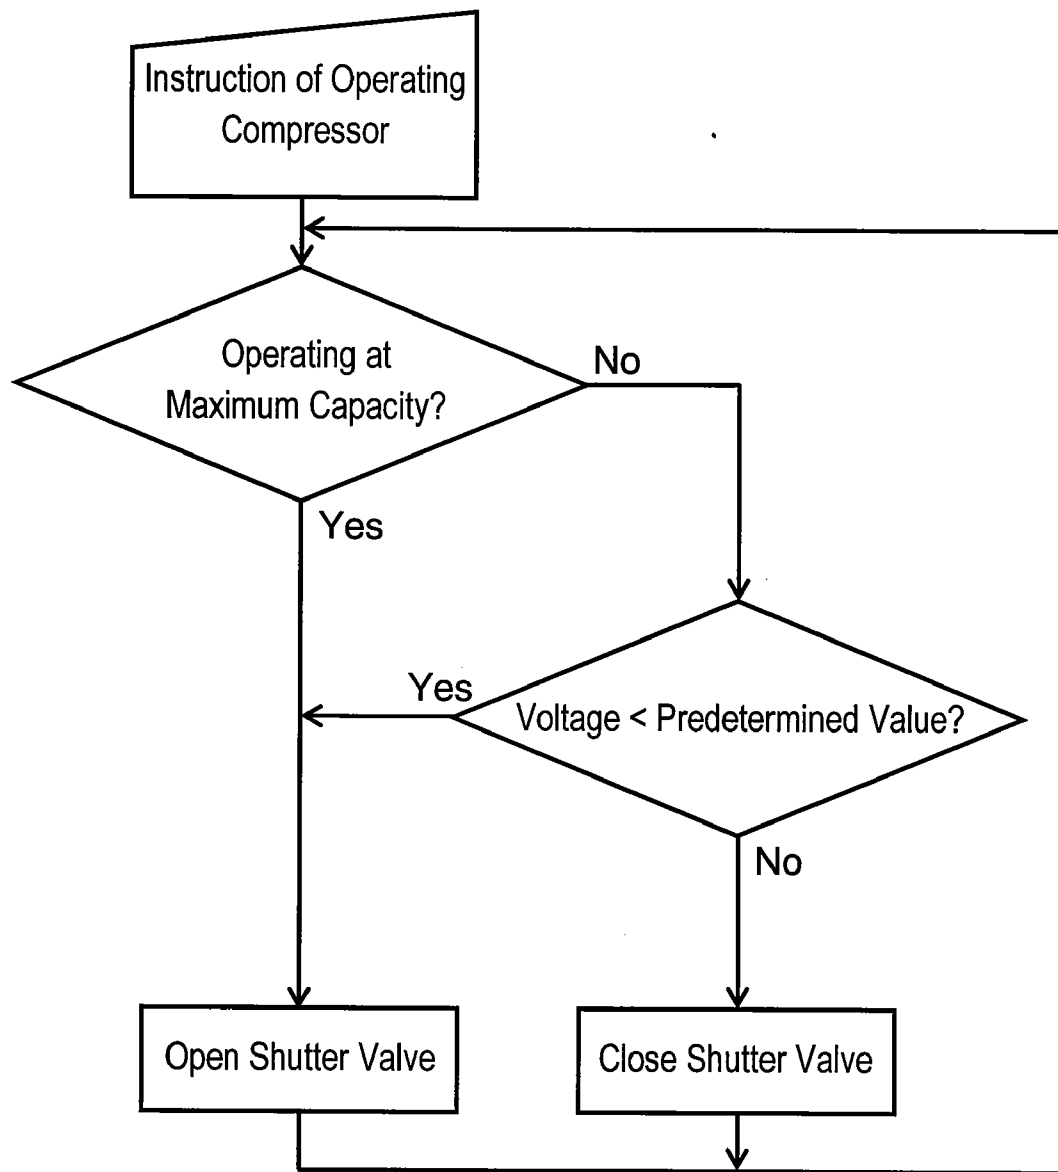 Instruction of Operating
Compressor
Operating at
Maximum Capacity?
No
Yes
Yes
Voltage < Predetermined Value?
No
Open Shutter Valve
Close Shutter Valve